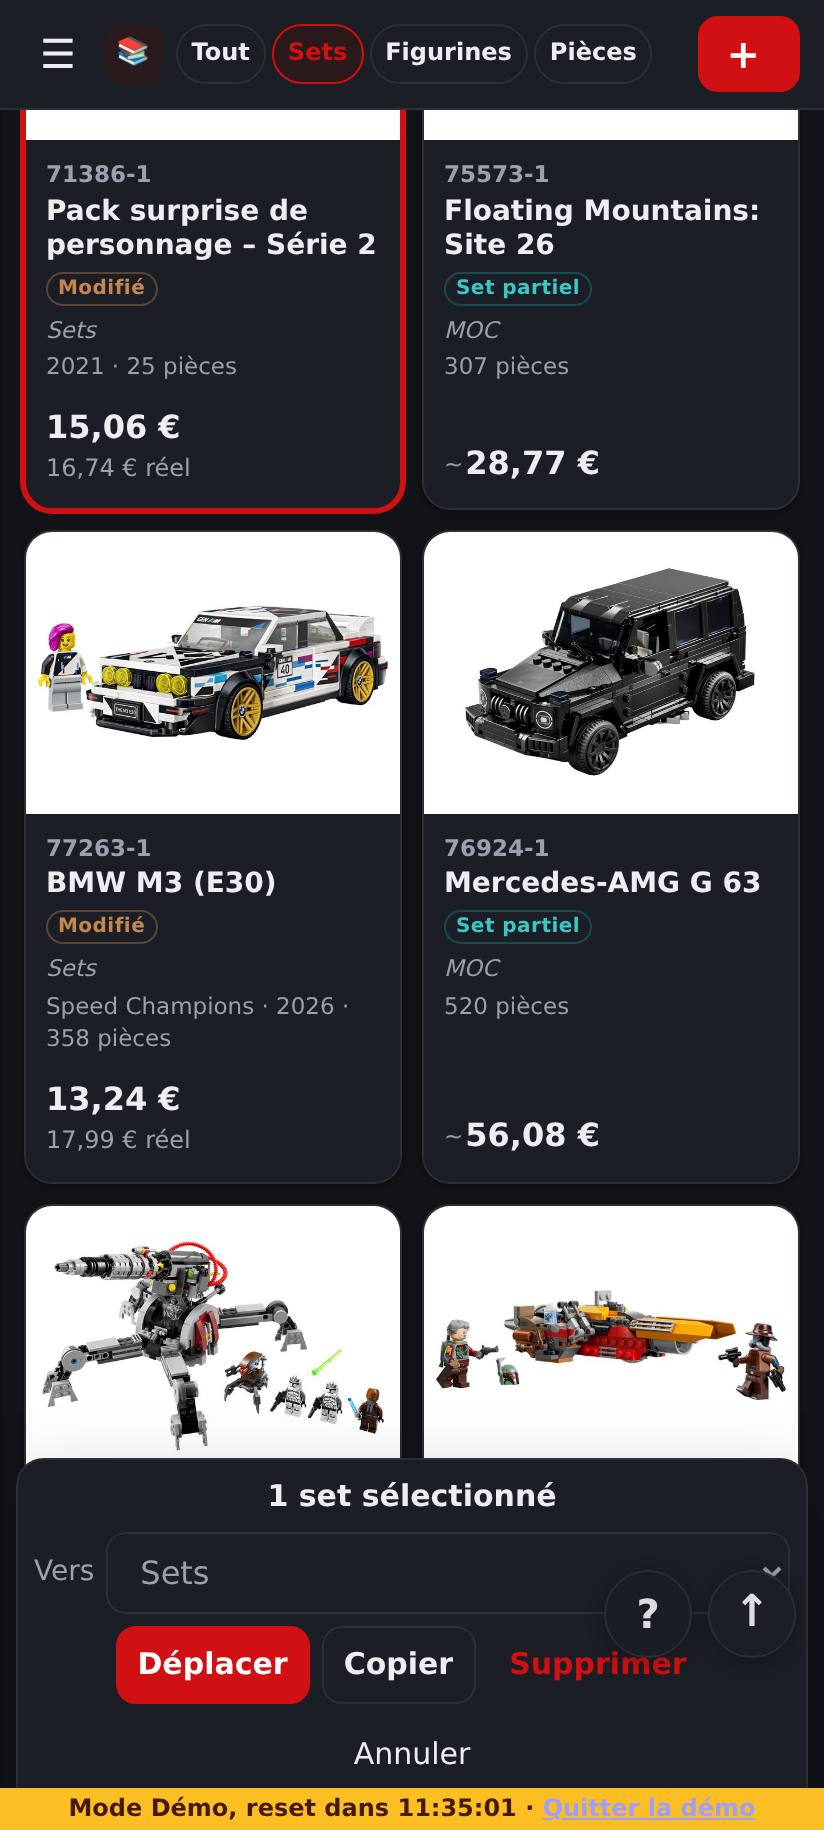 ☰ 📚 Tout Sets Figurines Pièces +
71386-1
Pack surprise de
personnage – Série 2
Modifié
Sets
2021 · 25 pièces
15,06 €
16,74 € réel
75573-1
Floating Mountains:
Site 26
Set partiel
MOC
307 pièces
~28,77 €
40
77263-1
BMW M3 (E30)
Modifié
Sets
Speed Champions · 2026 ·
358 pièces
13,24 €
17,99 € réel
76924-1
Mercedes-AMG G 63
Set partiel
MOC
520 pièces
~56,08 €
1 set sélectionné
Vers Sets
? ↑
Déplacer Copier Supprimer
Annuler
Mode Démo, reset dans 11:35:01 · Quitter la démo